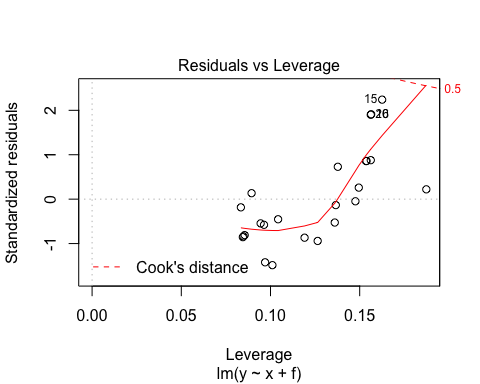 Residuals vs Leverage
Standardized residuals
2
1
0
-1
15
0.5
Cook's distance
0.00
0.05
0.10
0.15
Leverage
lm(y ~ x + f)